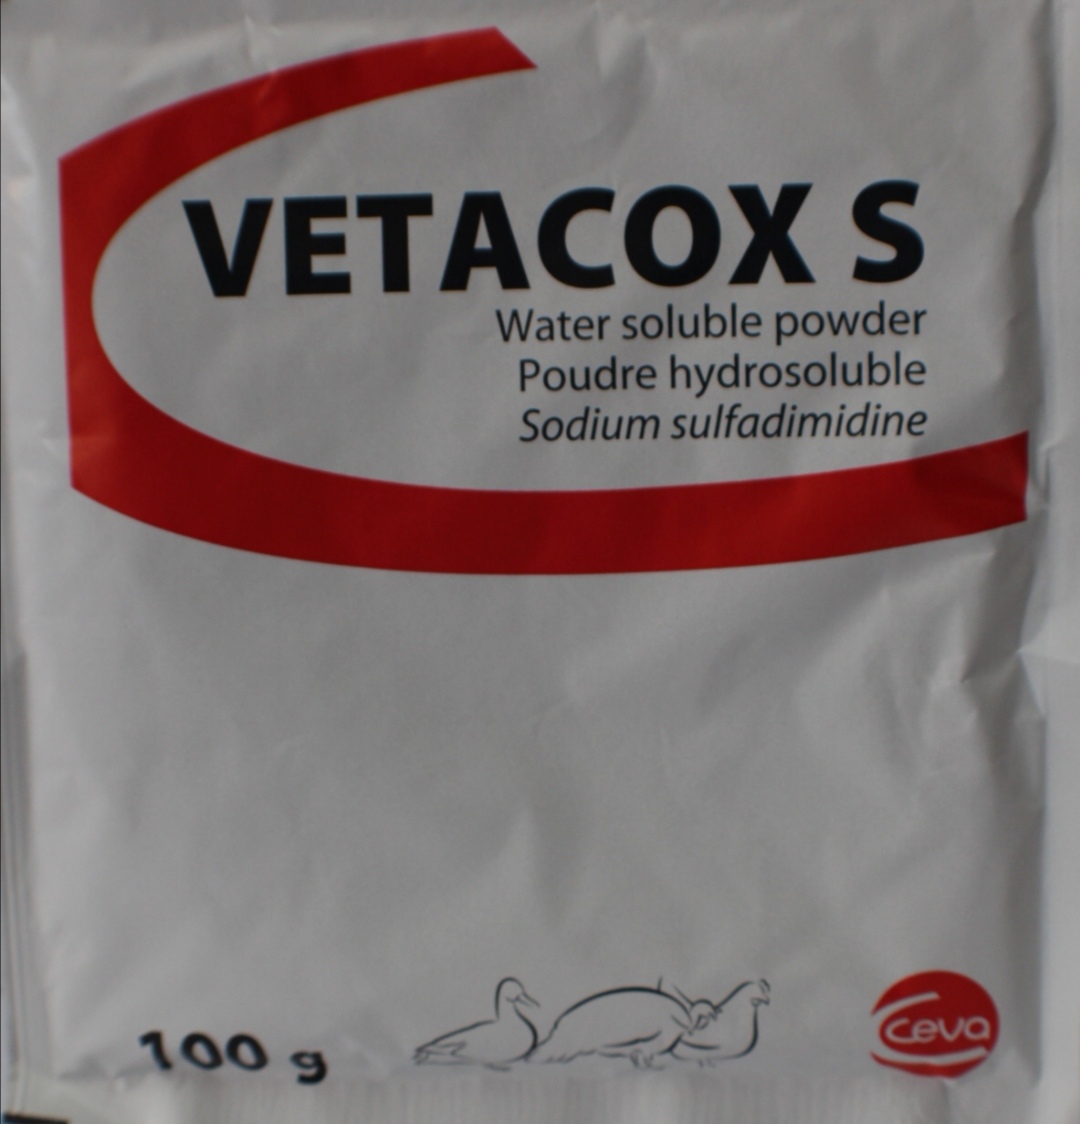 VETACOX S
Water soluble powder
Poudre hydrosoluble
Sodium sulfadimidine
100 g
ceva